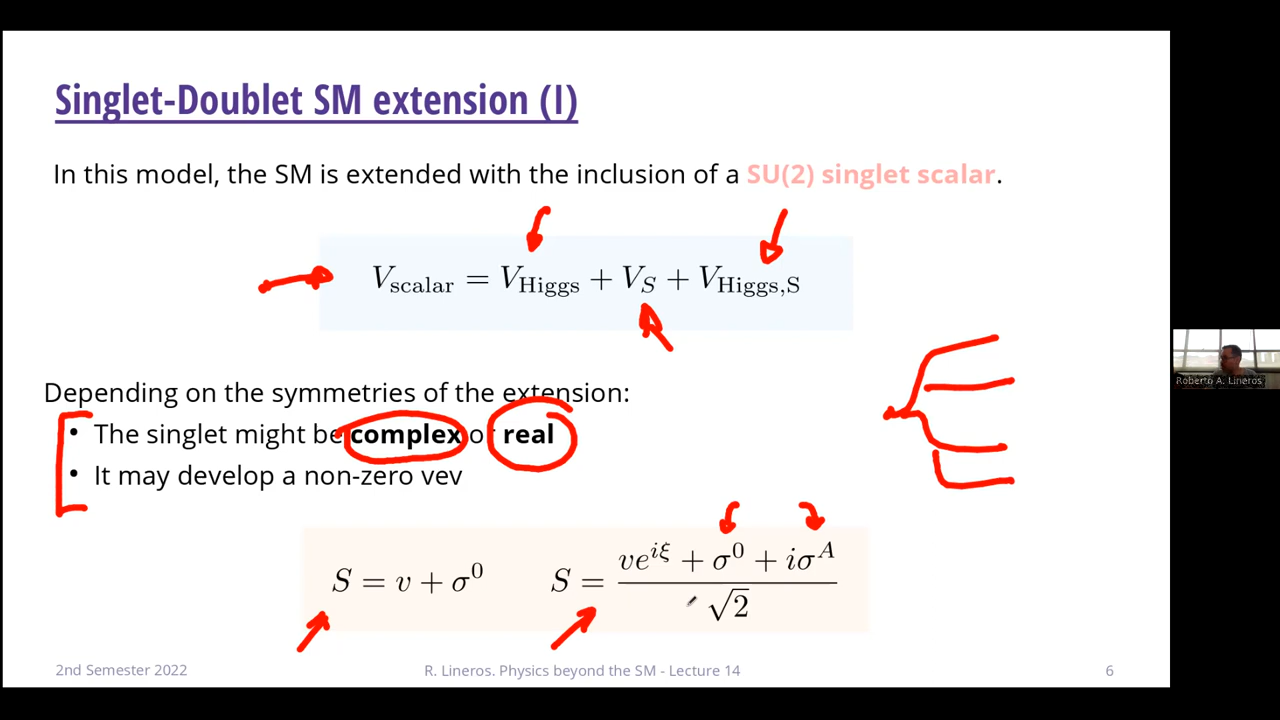 Singlet-Doublet SM extension (I)
In this model, the SM is extended with the inclusion of a SU(2) singlet scalar.
V_scalar = V_Higgs + V_S + V_Higgs,S
Depending on the symmetries of the extension:
• The singlet might be complex or real
• It may develop a non-zero vev
S = v + σ⁰ S = (ve^{iξ} + σ⁰ + iσ^A) / √2
Roberto A. Lineros
2nd Semester 2022 R. Lineros. Physics beyond the SM - Lecture 14 6